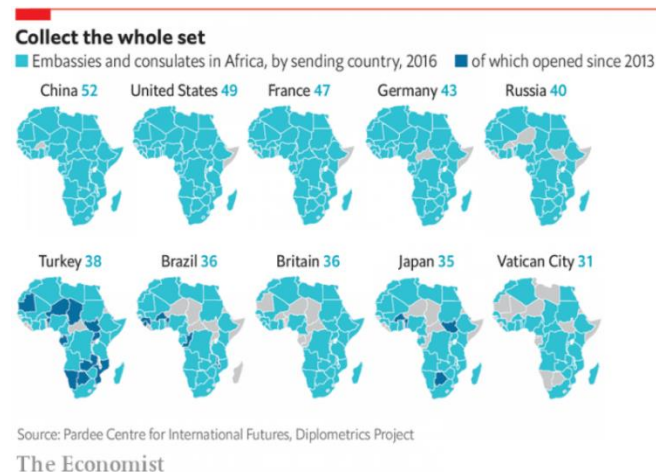 Collect the whole set
Embassies and consulates in Africa, by sending country, 2016 of which opened since 2013
China 52 United States 49 France 47 Germany 43 Russia 40
Turkey 38 Brazil 36 Britain 36 Japan 35 Vatican City 31
Source: Pardee Centre for International Futures, Diplometrics Project
The Economist